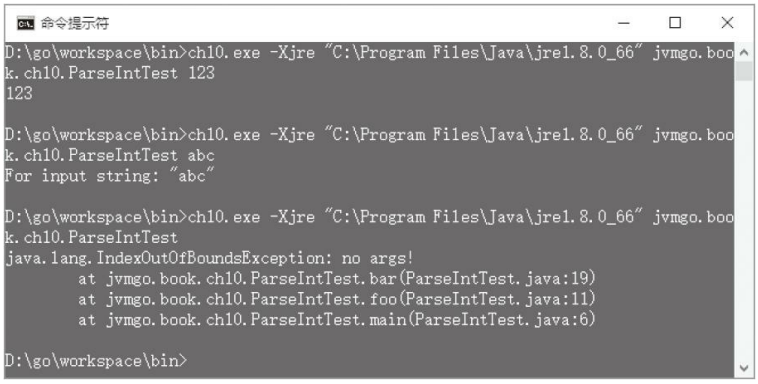 命令提示符
D:\go\workspace\bin>ch10.exe -Xjre "C:\Program Files\Java\jre1.8.0_66" jvmgo.boo
k.ch10.ParseIntTest 123
123
D:\go\workspace\bin>ch10.exe -Xjre "C:\Program Files\Java\jre1.8.0_66" jvmgo.boo
k.ch10.ParseIntTest abc
For input string: "abc"
D:\go\workspace\bin>ch10.exe -Xjre "C:\Program Files\Java\jre1.8.0_66" jvmgo.boo
k.ch10.ParseIntTest
java.lang.IndexOutOfBoundsException: no args!
at jvmgo.book.ch10.ParseIntTest.bar(ParseIntTest.java:19)
at jvmgo.book.ch10.ParseIntTest.foo(ParseIntTest.java:11)
at jvmgo.book.ch10.ParseIntTest.main(ParseIntTest.java:6)
D:\go\workspace\bin>